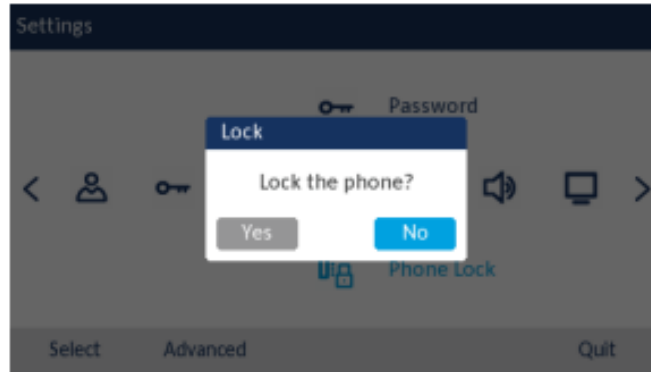 Settings
Password
Lock
Lock the phone?
Yes No
Phone Lock
Select Advanced Quit